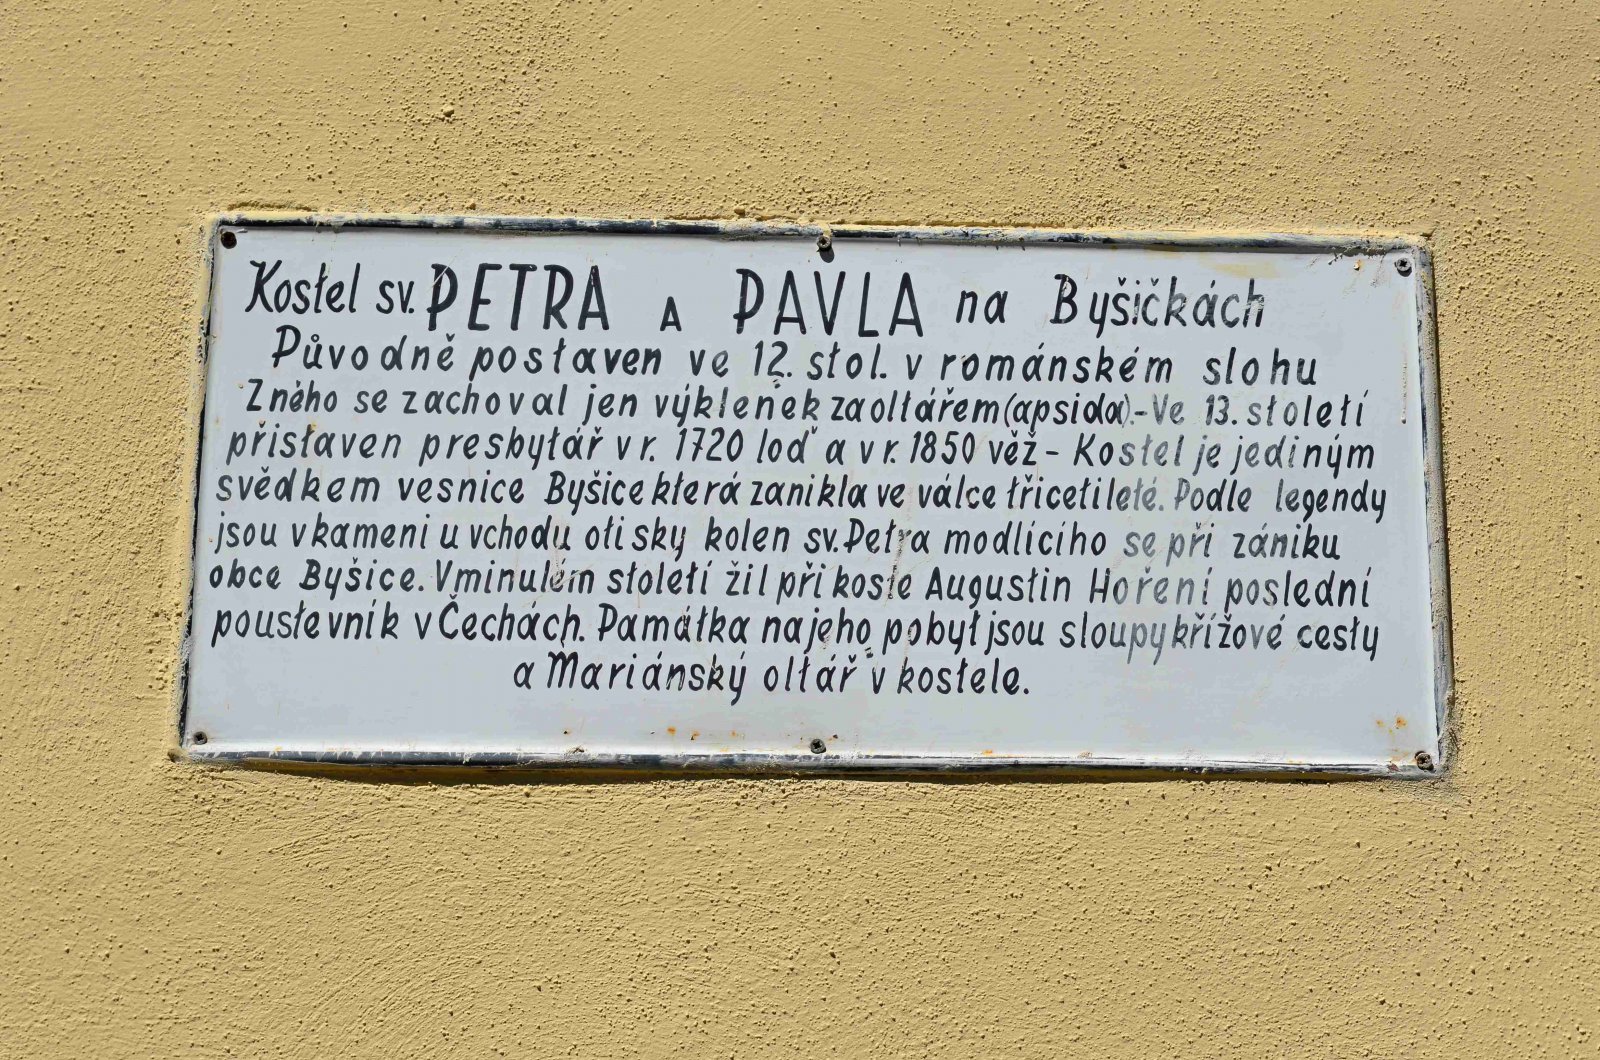 Kostel sv. PETRA A PAVLA na Byšičkách
Původně postaven ve 12. stol. v románském slohu
Zného se zachoval jen výklenek za oltářem (apsida).- Ve 13. století
přistaven presbytář v r. 1720 loď a v r. 1850 věž - Kostel je jediným
svědkem vesnice Byšice která zanikla ve válce třicetileté. Podle legendy
jsou v kameni u vchodu otisky kolen sv. Petra modlícího se při zániku
obce Byšice. V minulém století žil při koste Augustin Hoření poslední
poustevník v Čechách. Památka na jeho pobyt jsou sloupy křížové cesty
a Mariánský oltář v kostele.